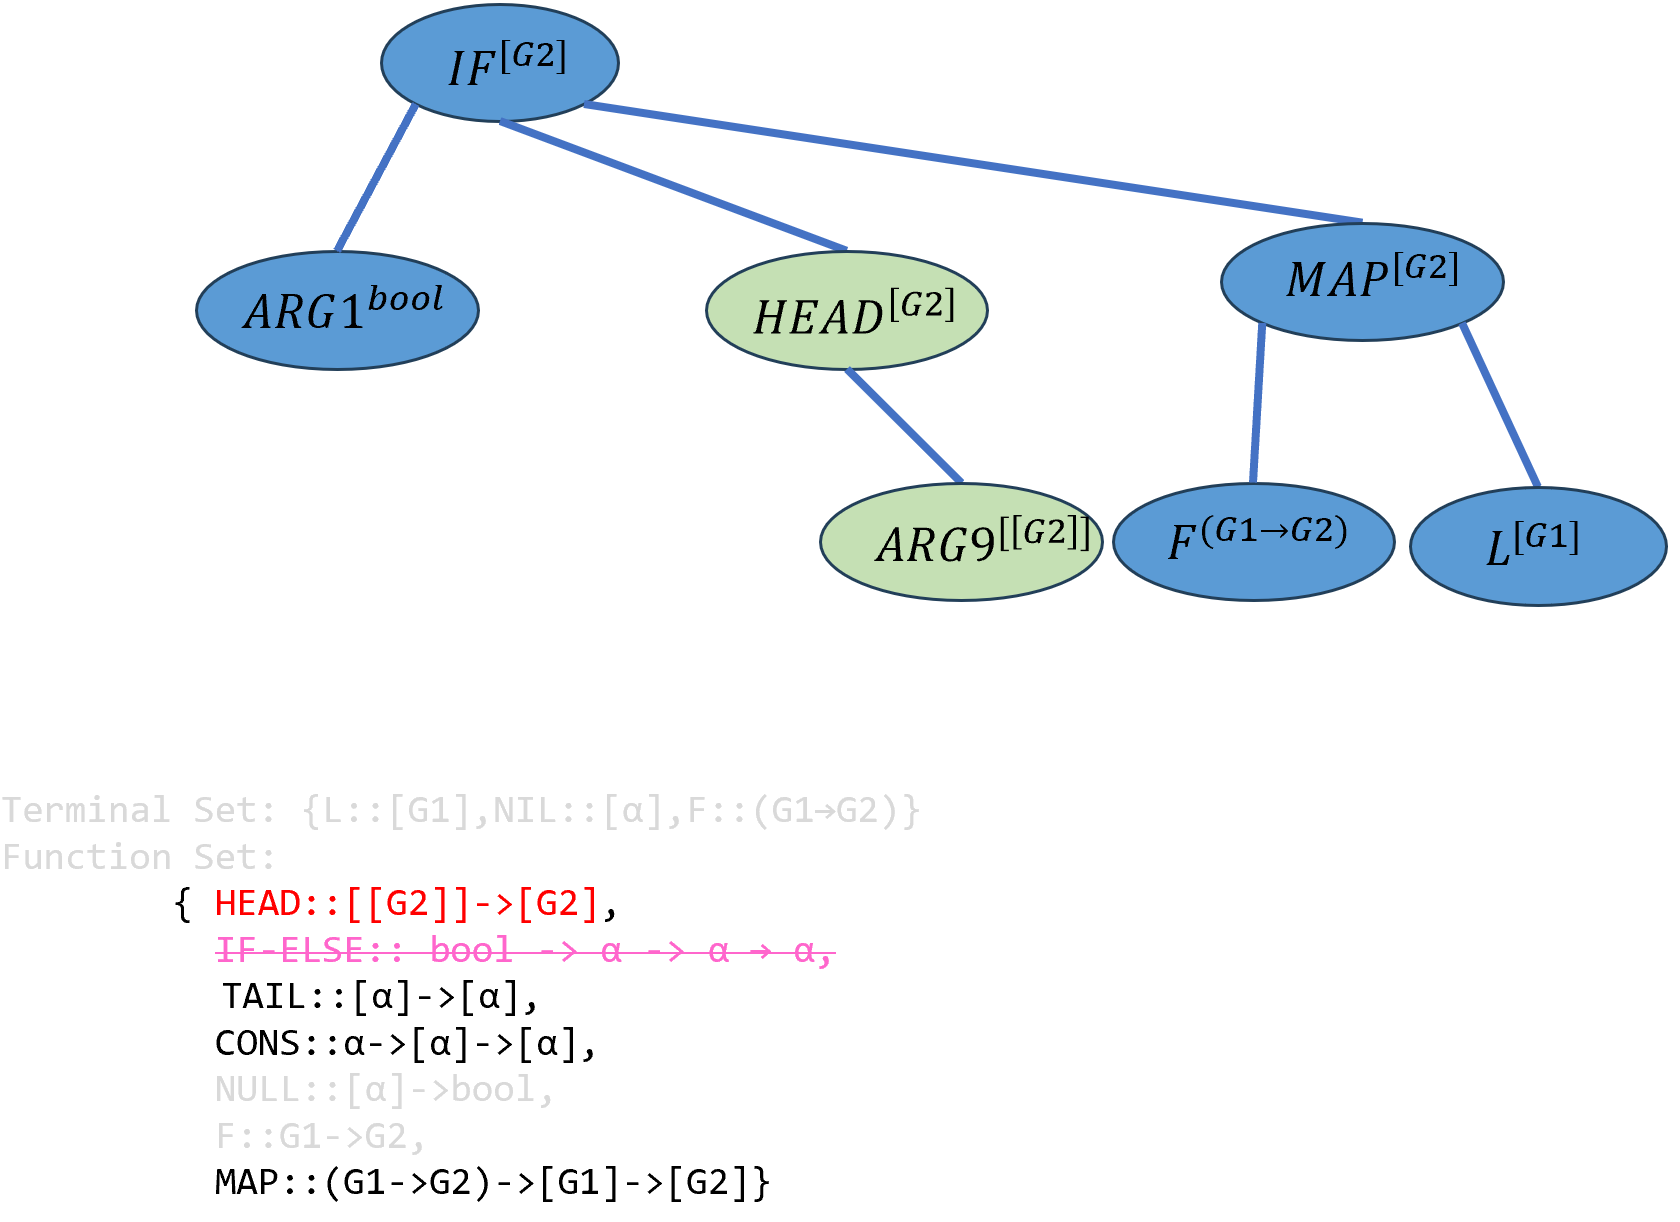 IF^[G2]
ARG1^bool
HEAD^[G2]
MAP^[G2]
ARG9^[[G2]]
F^(G1→G2)
L^[G1]
Terminal Set: {L::[G1],NIL::[α],F::(G1→G2)}
Function Set:
{ HEAD::[[G2]]->[G2],
IF-ELSE:: bool -> α -> α → α,
TAIL::[α]->[α],
CONS::α->[α]->[α],
NULL::[α]->bool,
F::G1->G2,
MAP::(G1->G2)->[G1]->[G2]}